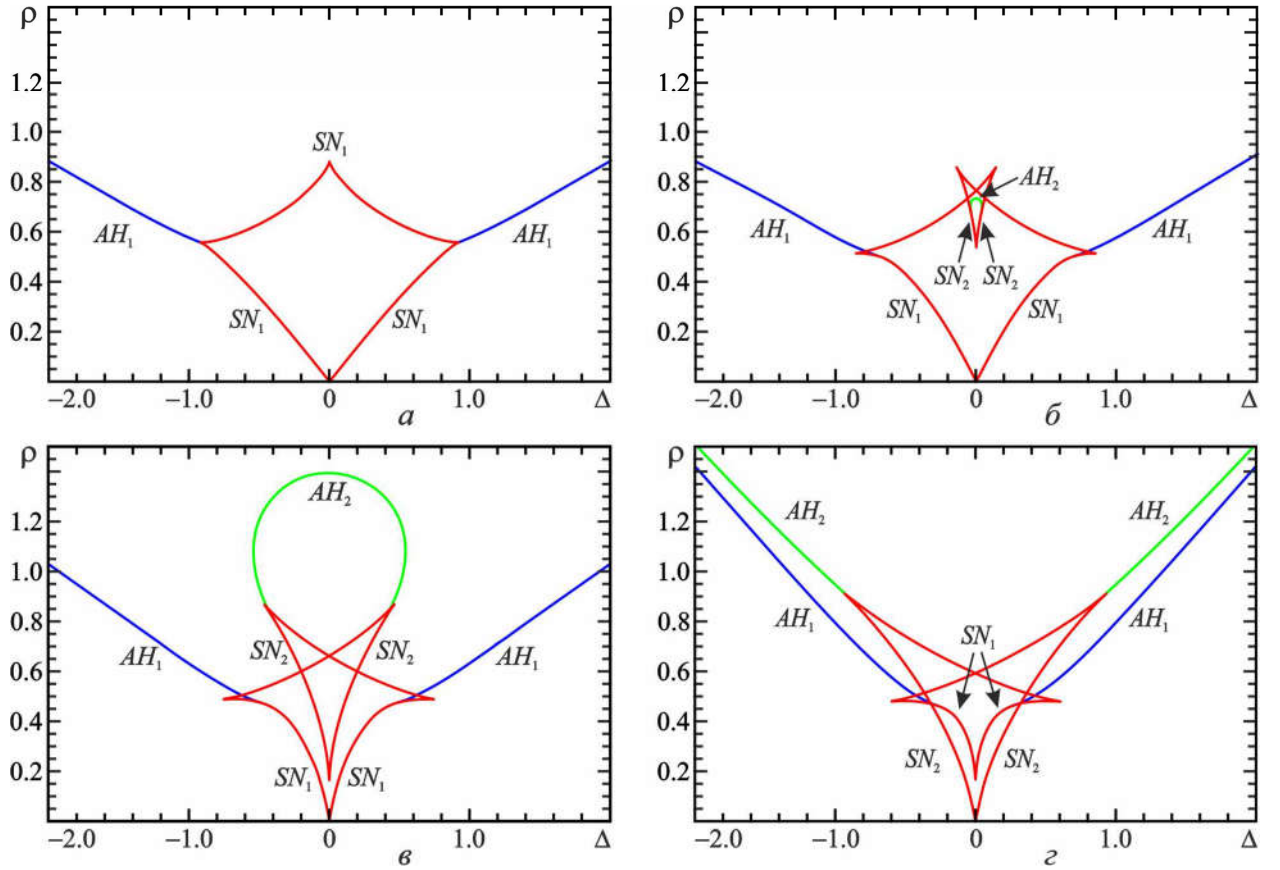 ρ
1.2
1.0
0.8
0.6
0.4
0.2
SN₁
AH₁
AH₁
SN₁
SN₁
−2.0 −1.0 0 1.0 Δ
а
ρ
1.2
1.0
0.8
0.6
0.4
0.2
AH₂
AH₁
AH₁
SN₂ SN₂
SN₁ SN₁
−2.0 −1.0 0 1.0 Δ
б
ρ
1.2
1.0
0.8
0.6
0.4
0.2
AH₂
SN₂ SN₂
AH₁ AH₁
SN₁ SN₁
−2.0 −1.0 0 1.0 Δ
в
ρ
1.2
1.0
0.8
0.6
0.4
0.2
AH₂ AH₂
AH₁ AH₁
SN₁
SN₂ SN₂
−2.0 −1.0 0 1.0 Δ
г